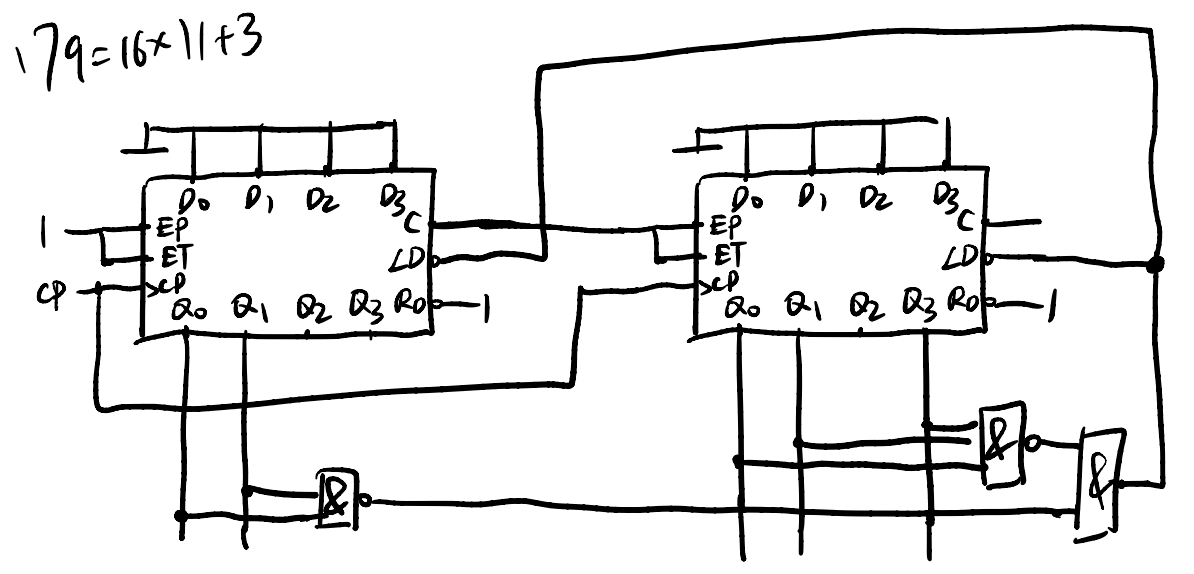 179=16×11+3
D0 D1 D2 D3
1 EP C
ET LD
CP CP
Q0 Q1 Q2 Q3 R0 1
D0 D1 D2 D3
EP C
ET LD
CP
Q0 Q1 Q2 Q3 R0 1
&
&
&